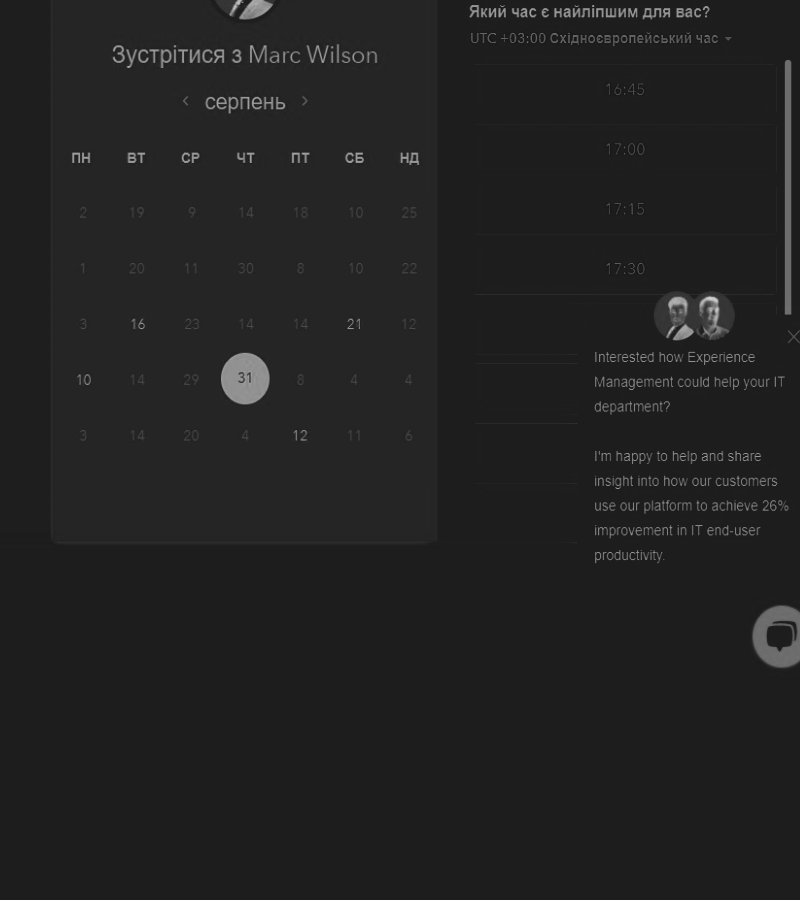 Зустрітися з Marc Wilson
‹ серпень ›
ПН ВТ СР ЧТ ПТ СБ НД
2 19 9 14 18 10 25
1 20 11 30 8 10 22
3 16 23 14 14 21 12
10 14 29 31 8 4 4
3 14 20 4 12 11 6
Який час є найліпшим для вас?
UTC +03:00 Східноєвропейський час
16:45
17:00
17:15
17:30
Interested how Experience
Management could help your IT
department?
I'm happy to help and share
insight into how our customers
use our platform to achieve 26%
improvement in IT end-user
productivity.